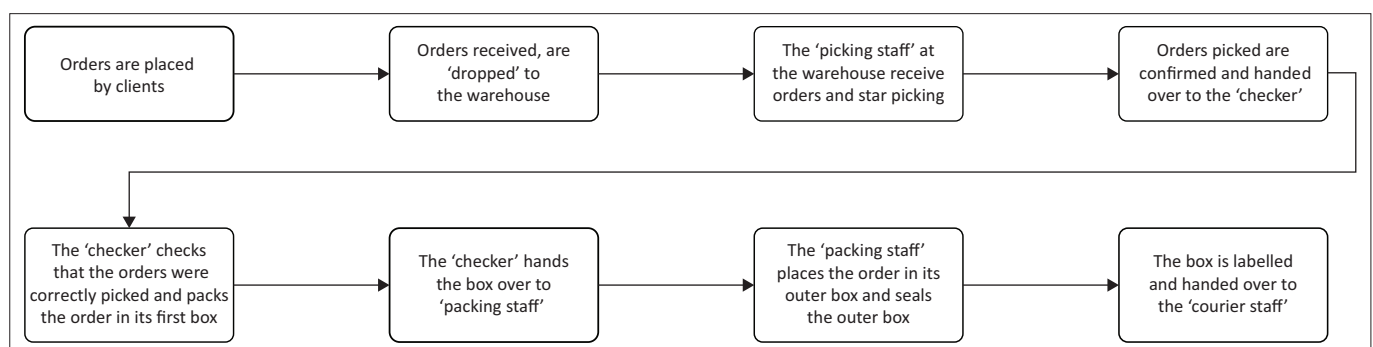 Orders are placed
by clients
Orders received, are
‘dropped’ to
the warehouse
The ‘picking staff’ at
the warehouse receive
orders and star picking
Orders picked are
confirmed and handed
over to the ‘checker’
The ‘checker’ checks
that the orders were
correctly picked and packs
the order in its first box
The ‘checker’ hands
the box over to
‘packing staff’
The ‘packing staff’
places the order in its
outer box and seals
the outer box
The box is labelled
and handed over to
the ‘courier staff’